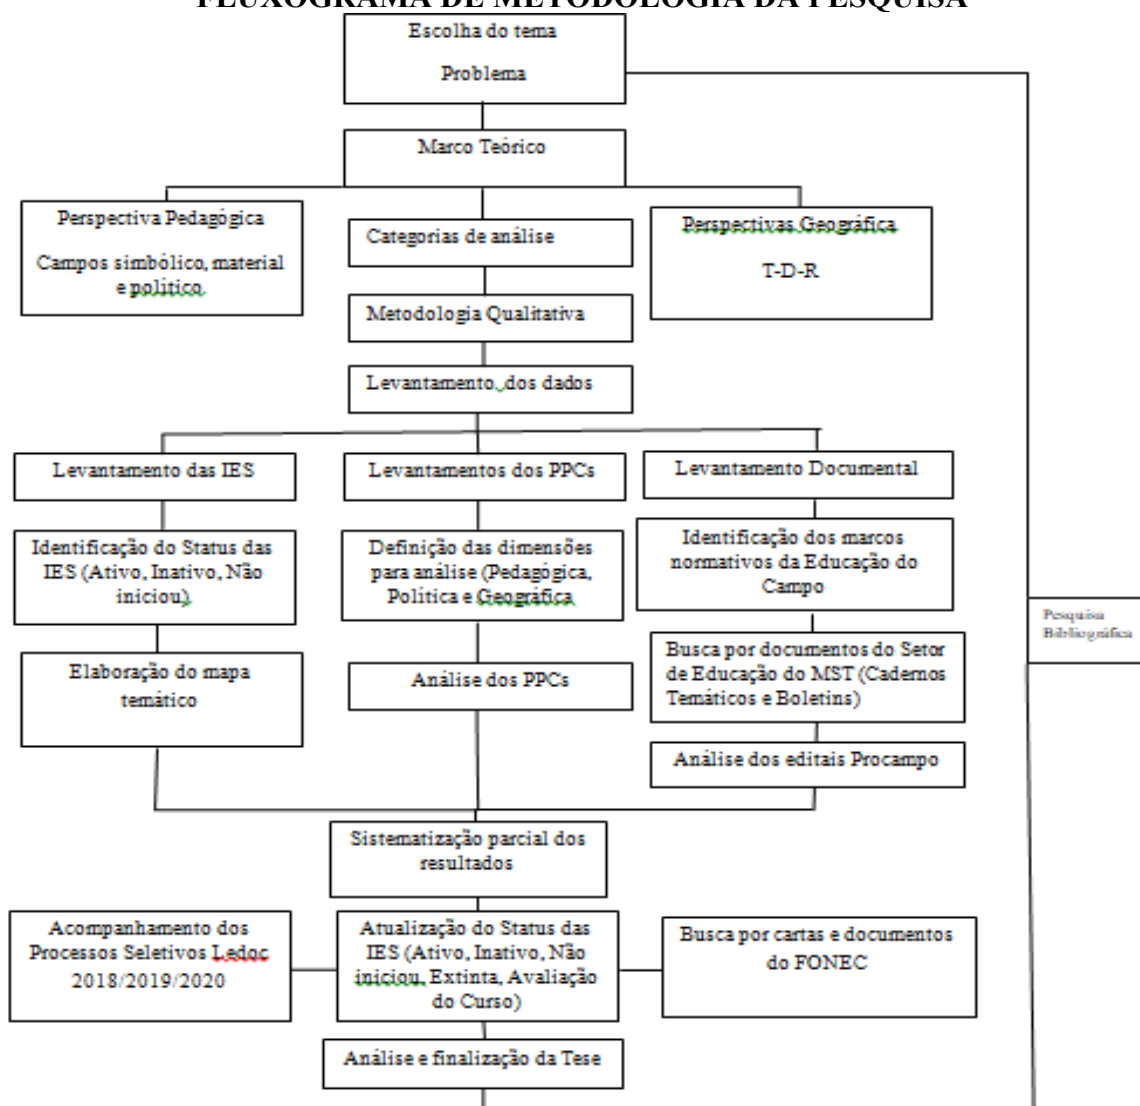 FLUXOGRAMA DE METODOLOGIA DA PESQUISA
Escolha do tema
Problema
Marco Teórico
Perspectiva Pedagógica
Campos simbólico, material
e político.
Categorias de análise
Perspectivas Geográfica
T-D-R
Metodologia Qualitativa
Levantamento dos dados
Levantamento das IES
Levantamentos dos PPCs
Levantamento Documental
Identificação do Status das
IES (Ativo, Inativo, Não
iniciou).
Definição das dimensões
para análise (Pedagógica,
Política e Geográfica
Identificação dos marcos
normativos da Educação do
Campo
Pesquisa
Bibliográfica
Elaboração do mapa
temático
Análise dos PPCs
Busca por documentos do Setor
de Educação do MST (Cadernos
Temáticos e Boletins)
Análise dos editais Procampo
Sistematização parcial dos
resultados
Acompanhamento dos
Processos Seletivos Ledoc
2018/2019/2020
Atualização do Status das
IES (Ativo, Inativo, Não
iniciou, Extinta, Avaliação
do Curso)
Busca por cartas e documentos
do FONEC
Análise e finalização da Tese